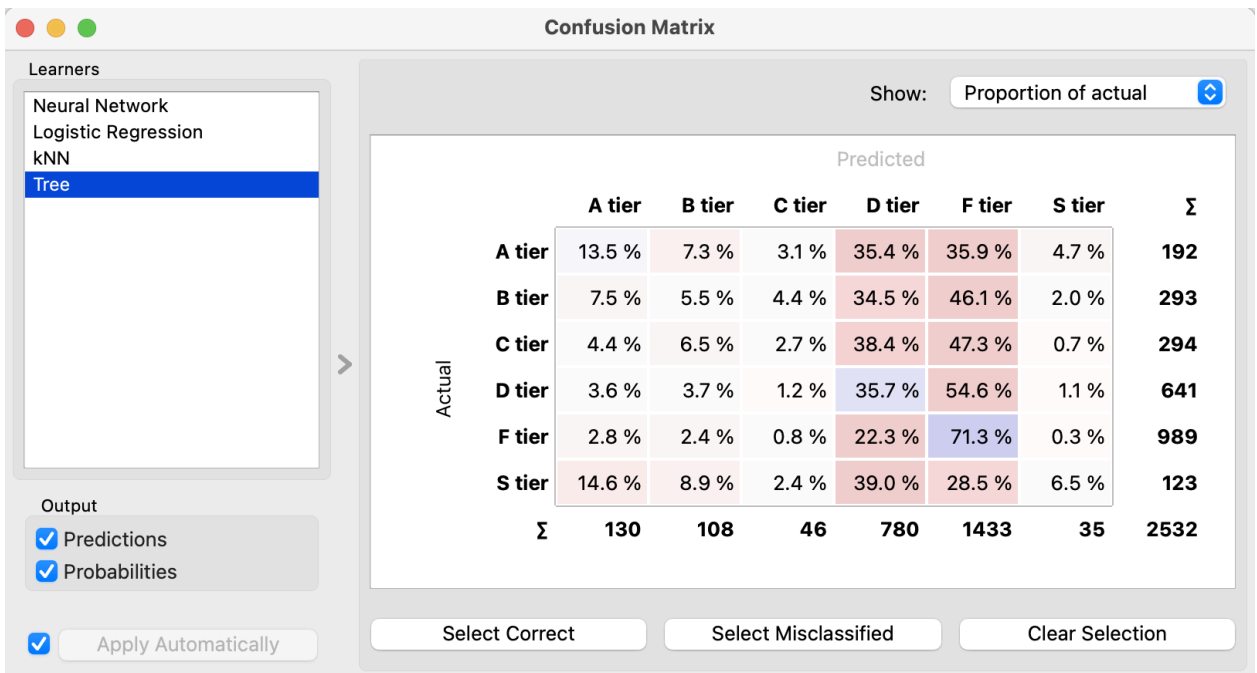 Confusion Matrix
Learners
Neural Network
Logistic Regression
kNN
Tree
Output
Predictions
Probabilities
Apply Automatically
Show: Proportion of actual
Predicted
A tier B tier C tier D tier F tier S tier Σ
Actual
A tier 13.5 % 7.3 % 3.1 % 35.4 % 35.9 % 4.7 % 192
B tier 7.5 % 5.5 % 4.4 % 34.5 % 46.1 % 2.0 % 293
C tier 4.4 % 6.5 % 2.7 % 38.4 % 47.3 % 0.7 % 294
D tier 3.6 % 3.7 % 1.2 % 35.7 % 54.6 % 1.1 % 641
F tier 2.8 % 2.4 % 0.8 % 22.3 % 71.3 % 0.3 % 989
S tier 14.6 % 8.9 % 2.4 % 39.0 % 28.5 % 6.5 % 123
Σ 130 108 46 780 1433 35 2532
Select Correct Select Misclassified Clear Selection